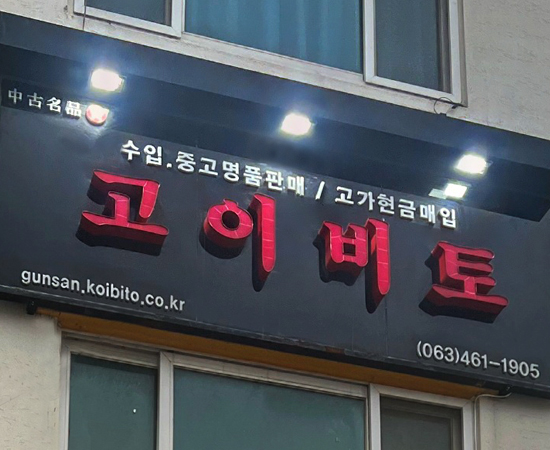 中古名品
수입.중고명품판매 / 고가현금매입
고이비토
gunsan.koibito.co.kr
(063)461-1905